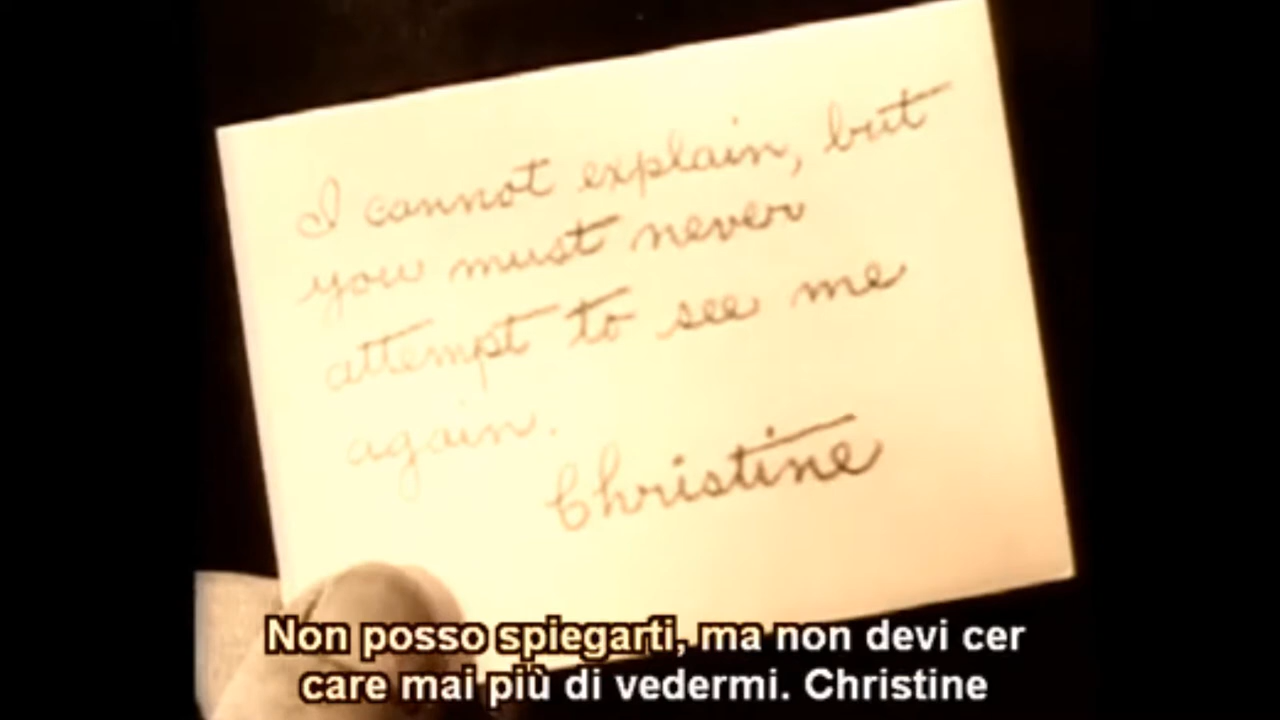 I cannot explain, but
you must never
attempt to see me
again.
Christine
Non posso spiegarti, ma non devi cer
care mai più di vedermi. Christine